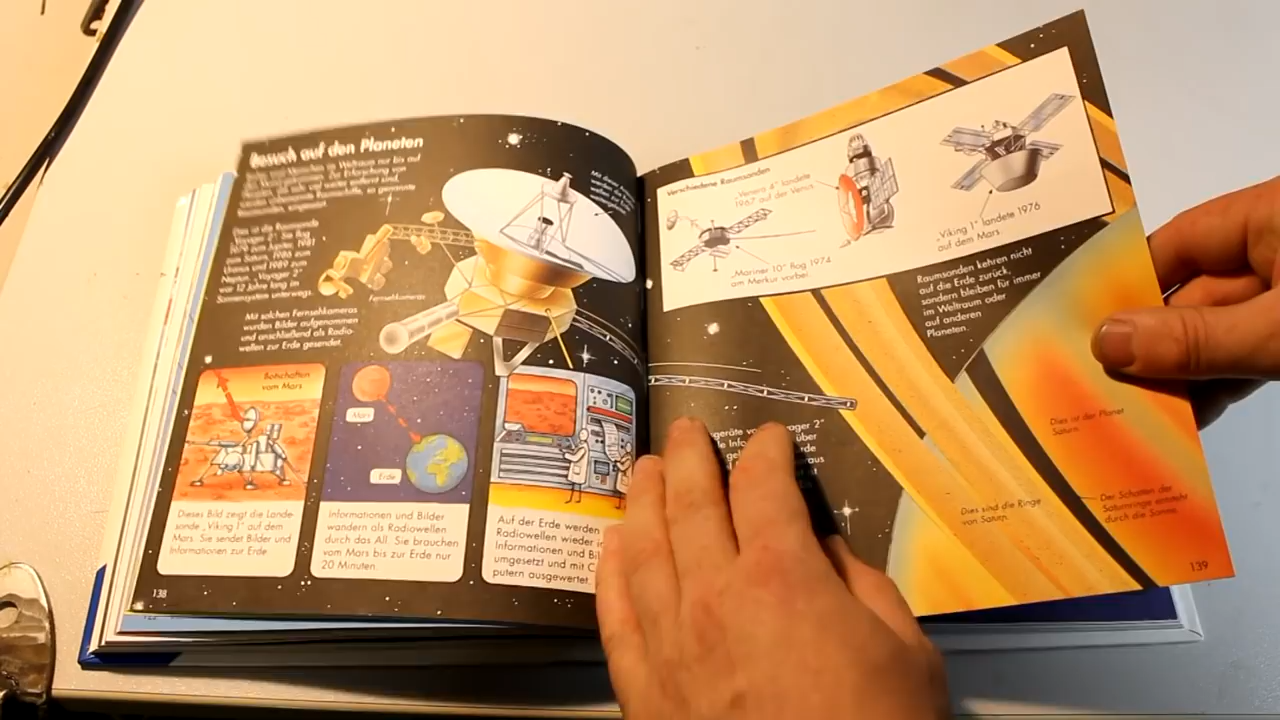 Besuch auf den Planeten
Dies ist die Raumsonde
„Voyager 2". Sie flog
1979 zum Jupiter, 1981
zum Saturn, 1986 zum
Uranus und 1989 zum
Neptun. „Voyager 2"
war 12 Jahre lang im
Sonnensystem unterwegs.
Mit solchen Fernsehkameras
wurden Bilder aufgenommen
und anschließend als Radio-
wellen zur Erde gesendet.
Fernsehkameras
Botschaften
vom Mars
Dieses Bild zeigt die Lande-
sonde „Viking 1" auf dem
Mars. Sie sendet Bilder und
Informationen zur Erde
Mars
Erde
Informationen und Bilder
wandern als Radiowellen
durch das All. Sie brauchen
vom Mars bis zur Erde nur
20 Minuten.
Auf der Erde werden
Radiowellen wieder in
Informationen und Bil
umgesetzt und mit C
putern ausgewertet.
138
Verschiedene Raumsonden
„Venera 4" landete
1967 auf der Venus
„Mariner 10" flog 1974
am Merkur vorbei
„Viking 1" landete 1976
auf dem Mars
Raumsonden kehren nicht
auf die Erde zurück,
sondern bleiben für immer
im Weltraum oder
auf anderen
Planeten.
Dies ist der Planet
Saturn.
Dies sind die Ringe
von Saturn.
Der Schatten der
Saturnringe entsteht
durch die Sonne.
139